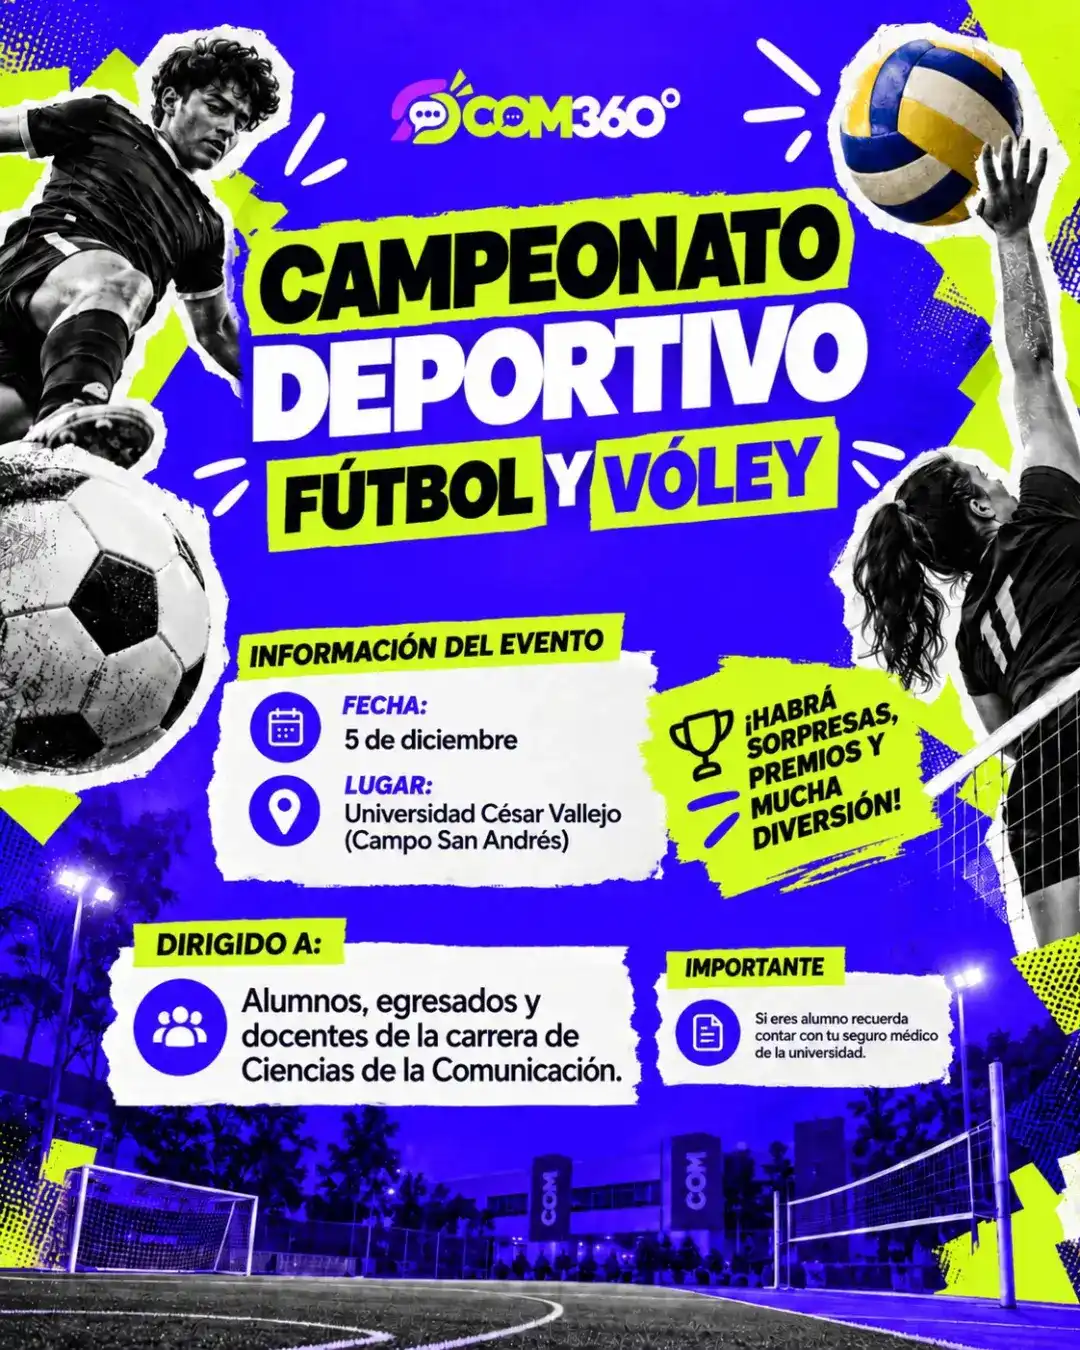 COM360°
CAMPEONATO
DEPORTIVO
FÚTBOL Y VÓLEY
INFORMACIÓN DEL EVENTO
FECHA:
5 de diciembre
LUGAR:
Universidad César Vallejo
(Campo San Andrés)
¡HABRÁ
SORPRESAS,
PREMIOS Y
MUCHA
DIVERSIÓN!
DIRIGIDO A:
Alumnos, egresados y
docentes de la carrera de
Ciencias de la Comunicación.
IMPORTANTE
Si eres alumno recuerda
contar con tu seguro médico
de la universidad.
11
COM
COM